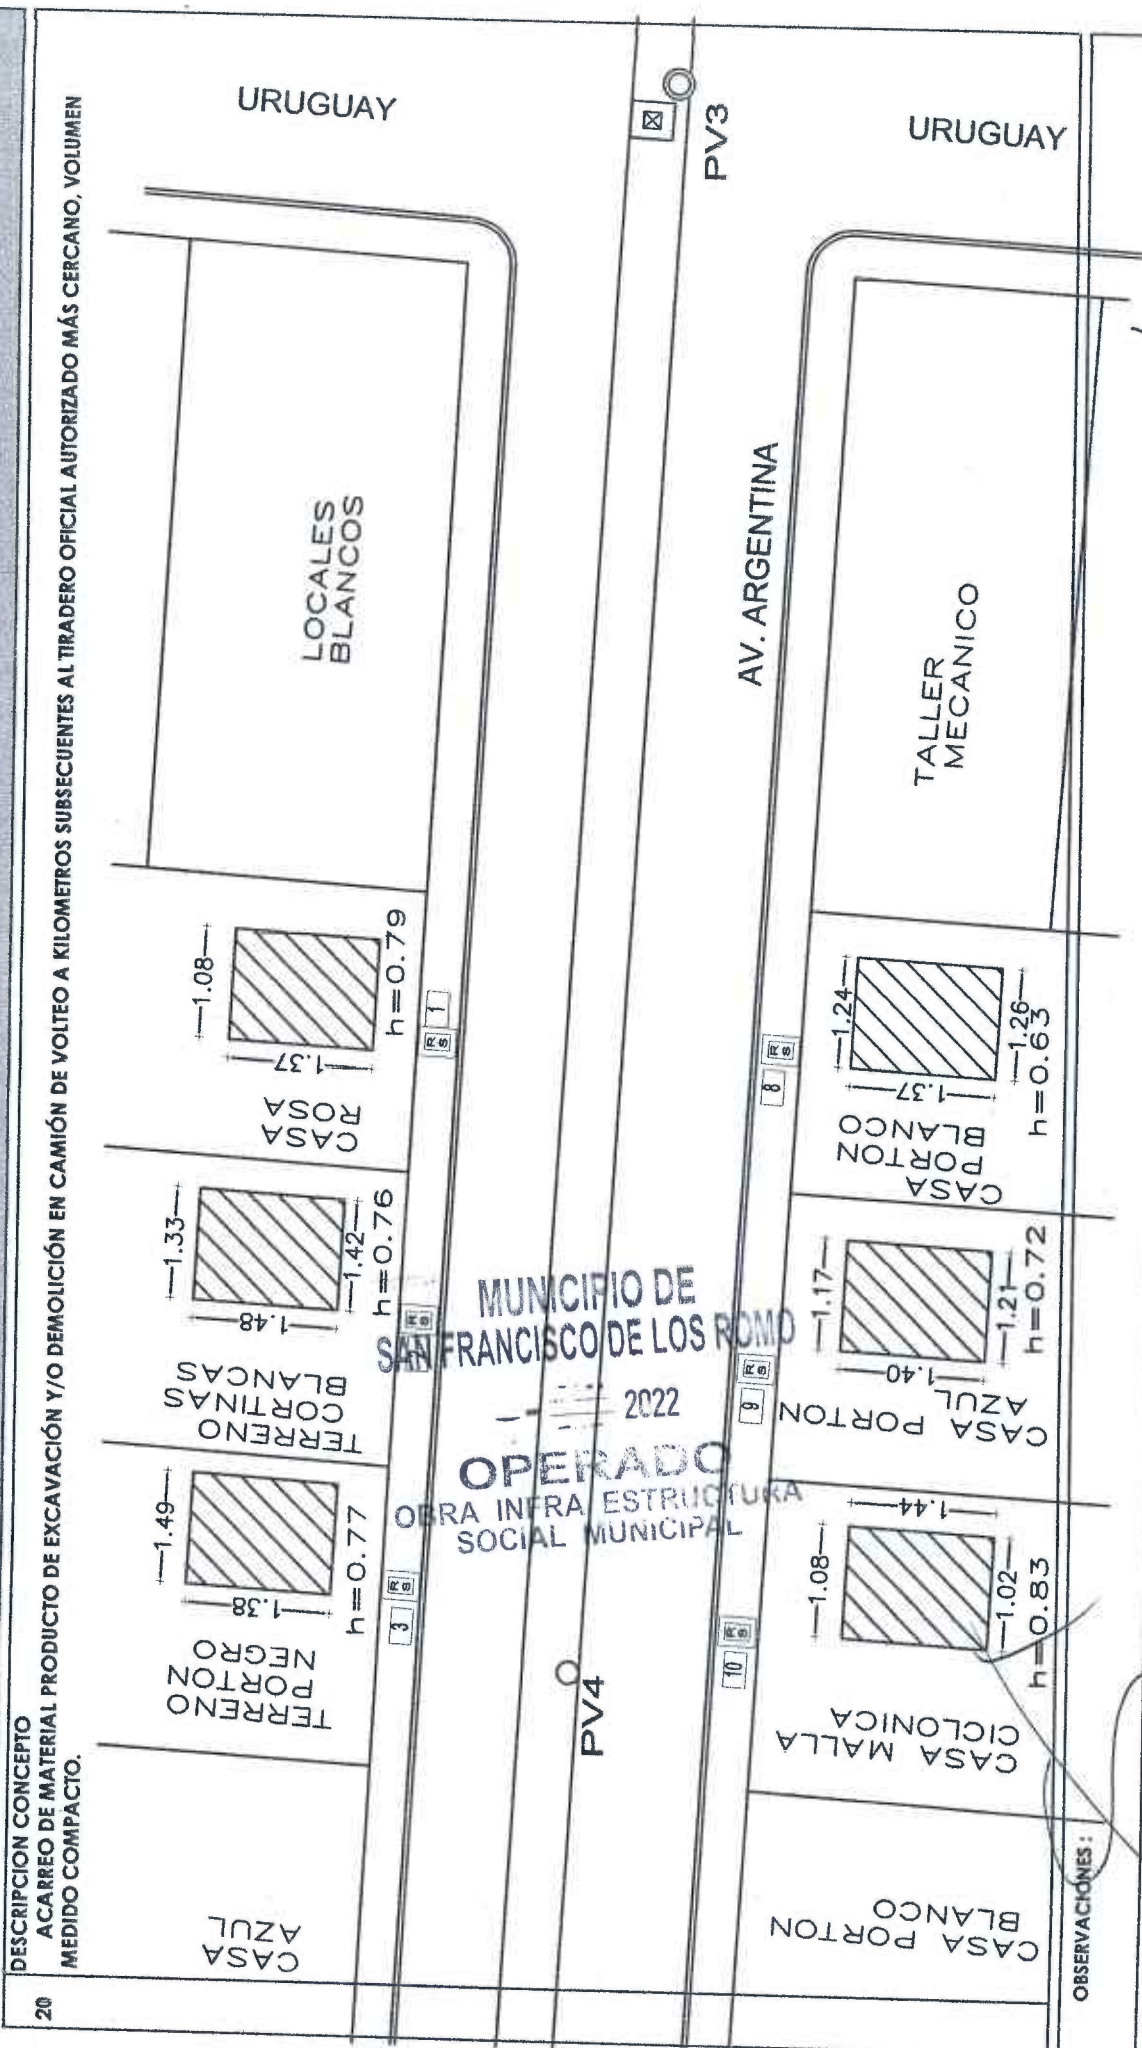 DESCRIPCION CONCEPTO
20
ACARREO DE MATERIAL PRODUCTO DE EXCAVACIÓN Y/O DEMOLICIÓN EN CAMIÓN DE VOLTEO A KILOMETROS SUBSECUENTES AL TIRADERO OFICIAL AUTORIZADO MÁS CERCANO, VOLUMEN
MEDIDO COMPACTO.
CASA
AZUL
TERRENO
PORTON
NEGRO
1.49
1.38
h=0.77
TERRENO
CORTINAS
BLANCAS
1.33
1.48
1.42
h=0.76
CASA
ROSA
1.08
1.37
h=0.79
LOCALES
BLANCOS
URUGUAY
3
R
S
R
S
R
S
1
PV4
MUNICIPIO DE
SAN FRANCISCO DE LOS ROMO
2022
OPERADO
OBRA INFRA ESTRUCTURA
SOCIAL MUNICIPAL
PV3
AV. ARGENTINA
10
R
S
9
R
S
8
R
S
CASA PORTON
BLANCO
CASA MALLA
CICLONICA
1.08
1.44
1.02
h=0.83
CASA PORTON
AZUL
1.17
1.40
1.21
h=0.72
CASA
PORTON
BLANCO
1.24
1.37
1.26
h=0.63
TALLER
MECANICO
URUGUAY
OBSERVACIONES: